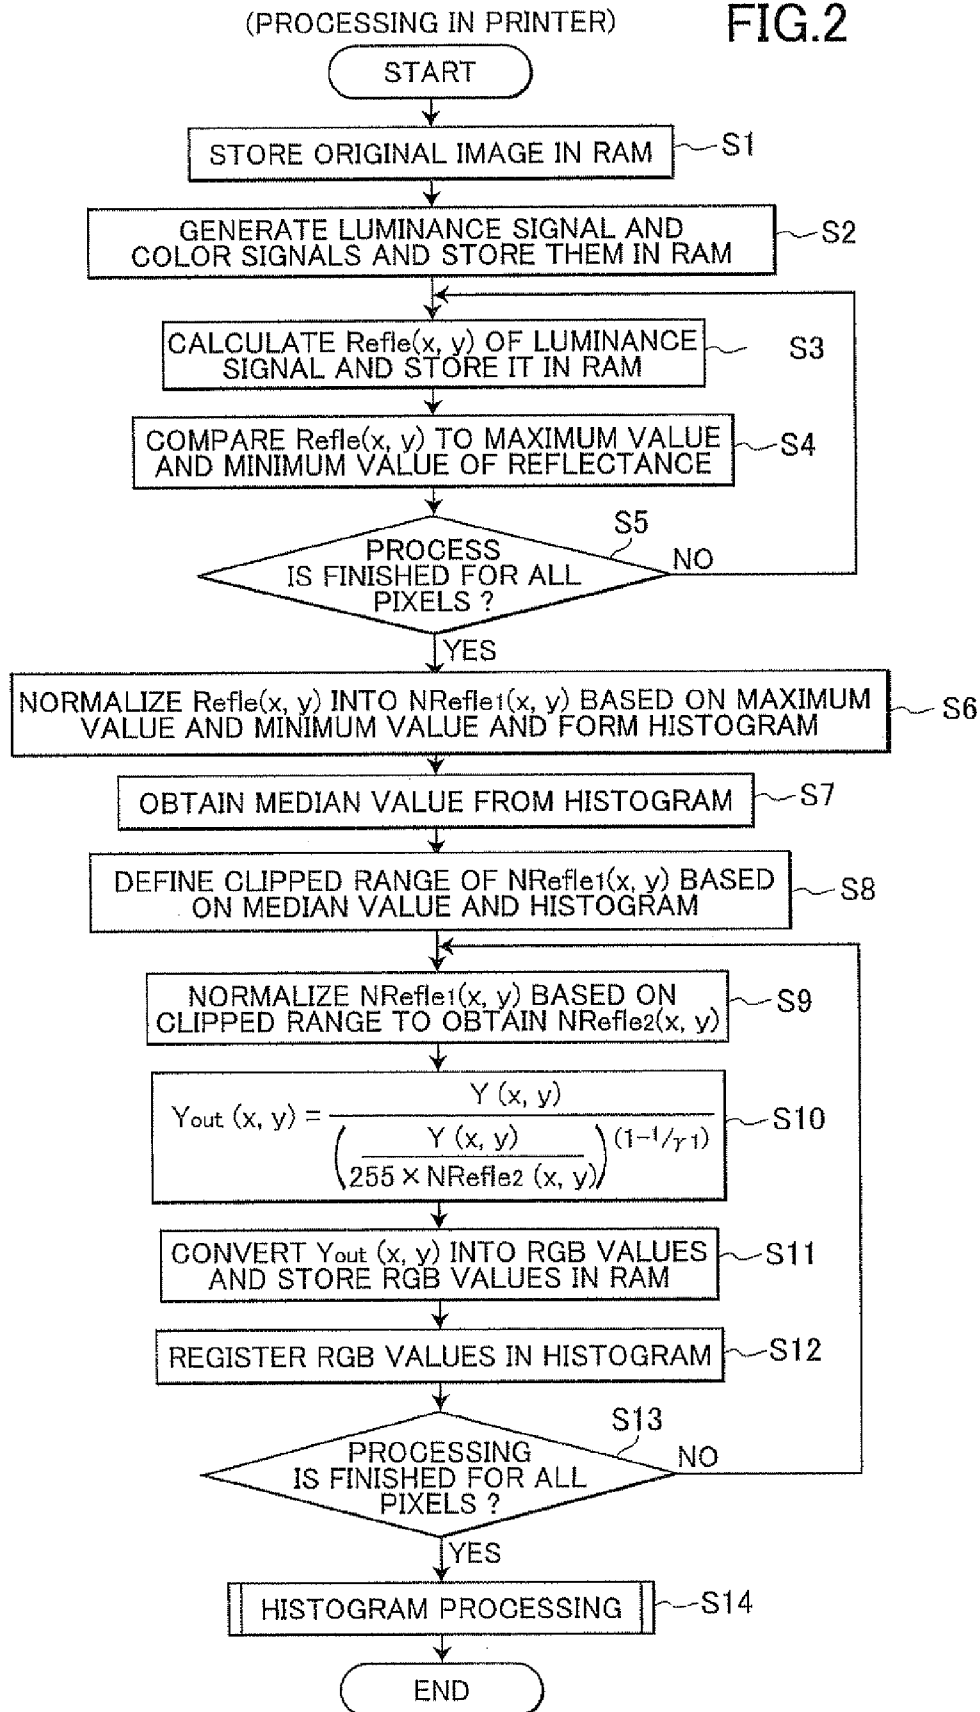 (PROCESSING IN PRINTER)
FIG.2
START
STORE ORIGINAL IMAGE IN RAM
S1
GENERATE LUMINANCE SIGNAL AND
COLOR SIGNALS AND STORE THEM IN RAM
S2
CALCULATE Refle(x, y) OF LUMINANCE
SIGNAL AND STORE IT IN RAM
S3
COMPARE Refle(x, y) TO MAXIMUM VALUE
AND MINIMUM VALUE OF REFLECTANCE
S4
S5
PROCESS
IS FINISHED FOR ALL
PIXELS ?
NO
YES
NORMALIZE Refle(x, y) INTO NRefle1(x, y) BASED ON MAXIMUM
VALUE AND MINIMUM VALUE AND FORM HISTOGRAM
S6
OBTAIN MEDIAN VALUE FROM HISTOGRAM
S7
DEFINE CLIPPED RANGE OF NRefle1(x, y) BASED
ON MEDIAN VALUE AND HISTOGRAM
S8
NORMALIZE NRefle1(x, y) BASED ON
CLIPPED RANGE TO OBTAIN NRefle2(x, y)
S9
Yout (x, y) = Y (x, y) / (Y (x, y) / 255 × NRefle2 (x, y)) (1-1/γ1)
S10
CONVERT Yout (x, y) INTO RGB VALUES
AND STORE RGB VALUES IN RAM
S11
REGISTER RGB VALUES IN HISTOGRAM
S12
S13
PROCESSING
IS FINISHED FOR ALL
PIXELS ?
NO
YES
HISTOGRAM PROCESSING
S14
END